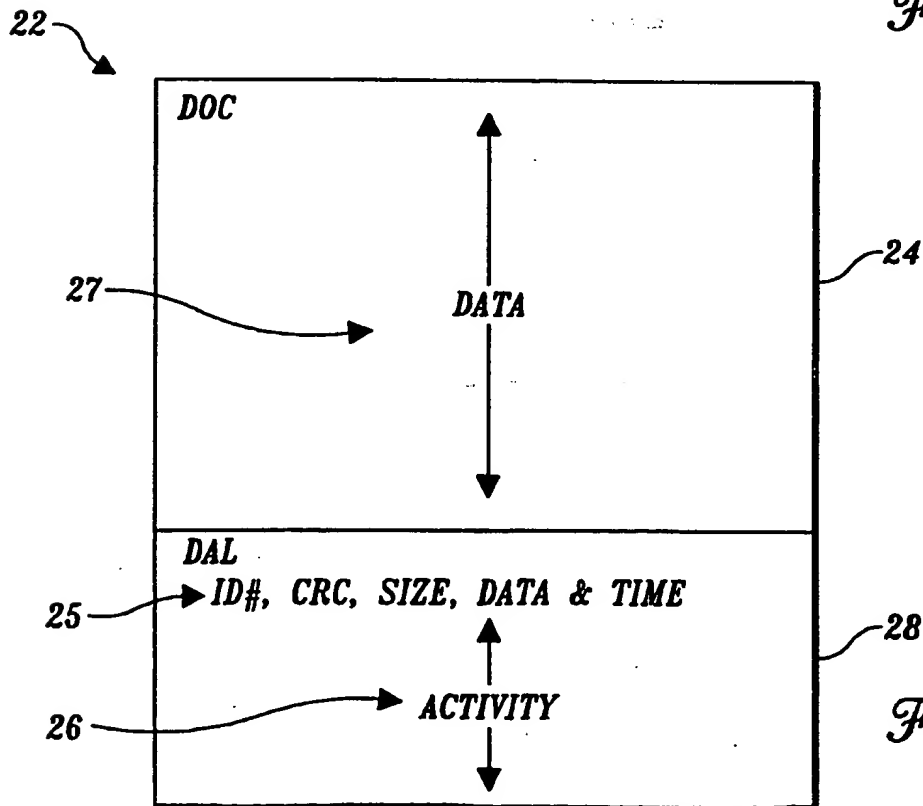 22
DOC
24
27
DATA
DAL
25
ID#, CRC, SIZE, DATA & TIME
28
26
ACTIVITY